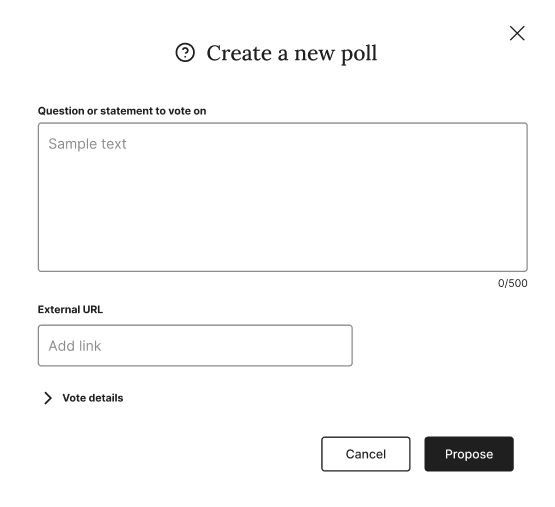 Create a new poll
Question or statement to vote on
Sample text
0/500
External URL
Add link
Vote details
Cancel
Propose